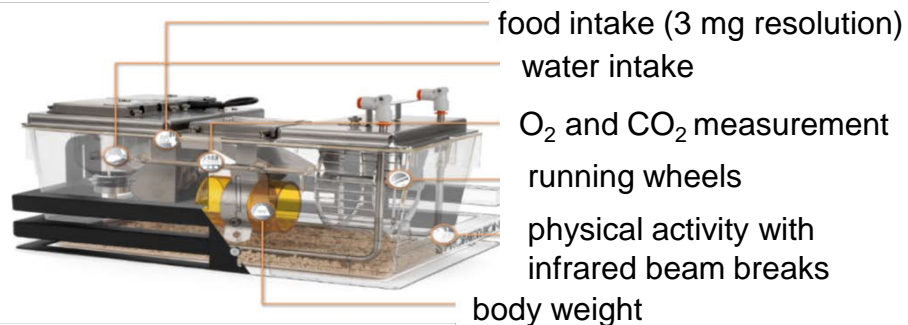 food intake (3 mg resolution)
water intake
O₂ and CO₂ measurement
running wheels
physical activity with
infrared beam breaks
body weight